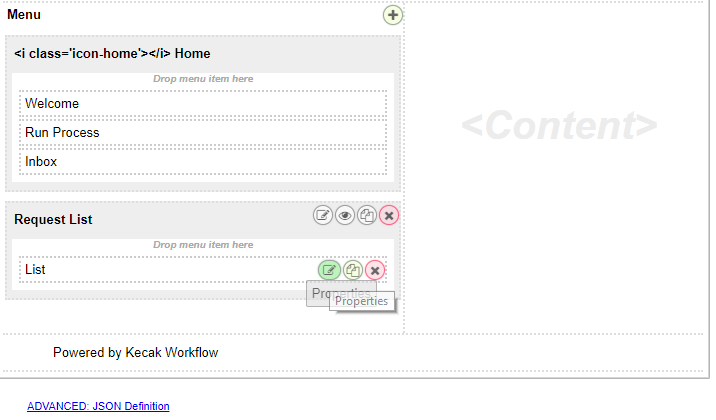 Menu
<i class='icon-home'></i> Home
Drop menu item here
Welcome
Run Process
Inbox
<Content>
Request List
Drop menu item here
List
Properties
Properties
Powered by Kecak Workflow
ADVANCED: JSON Definition